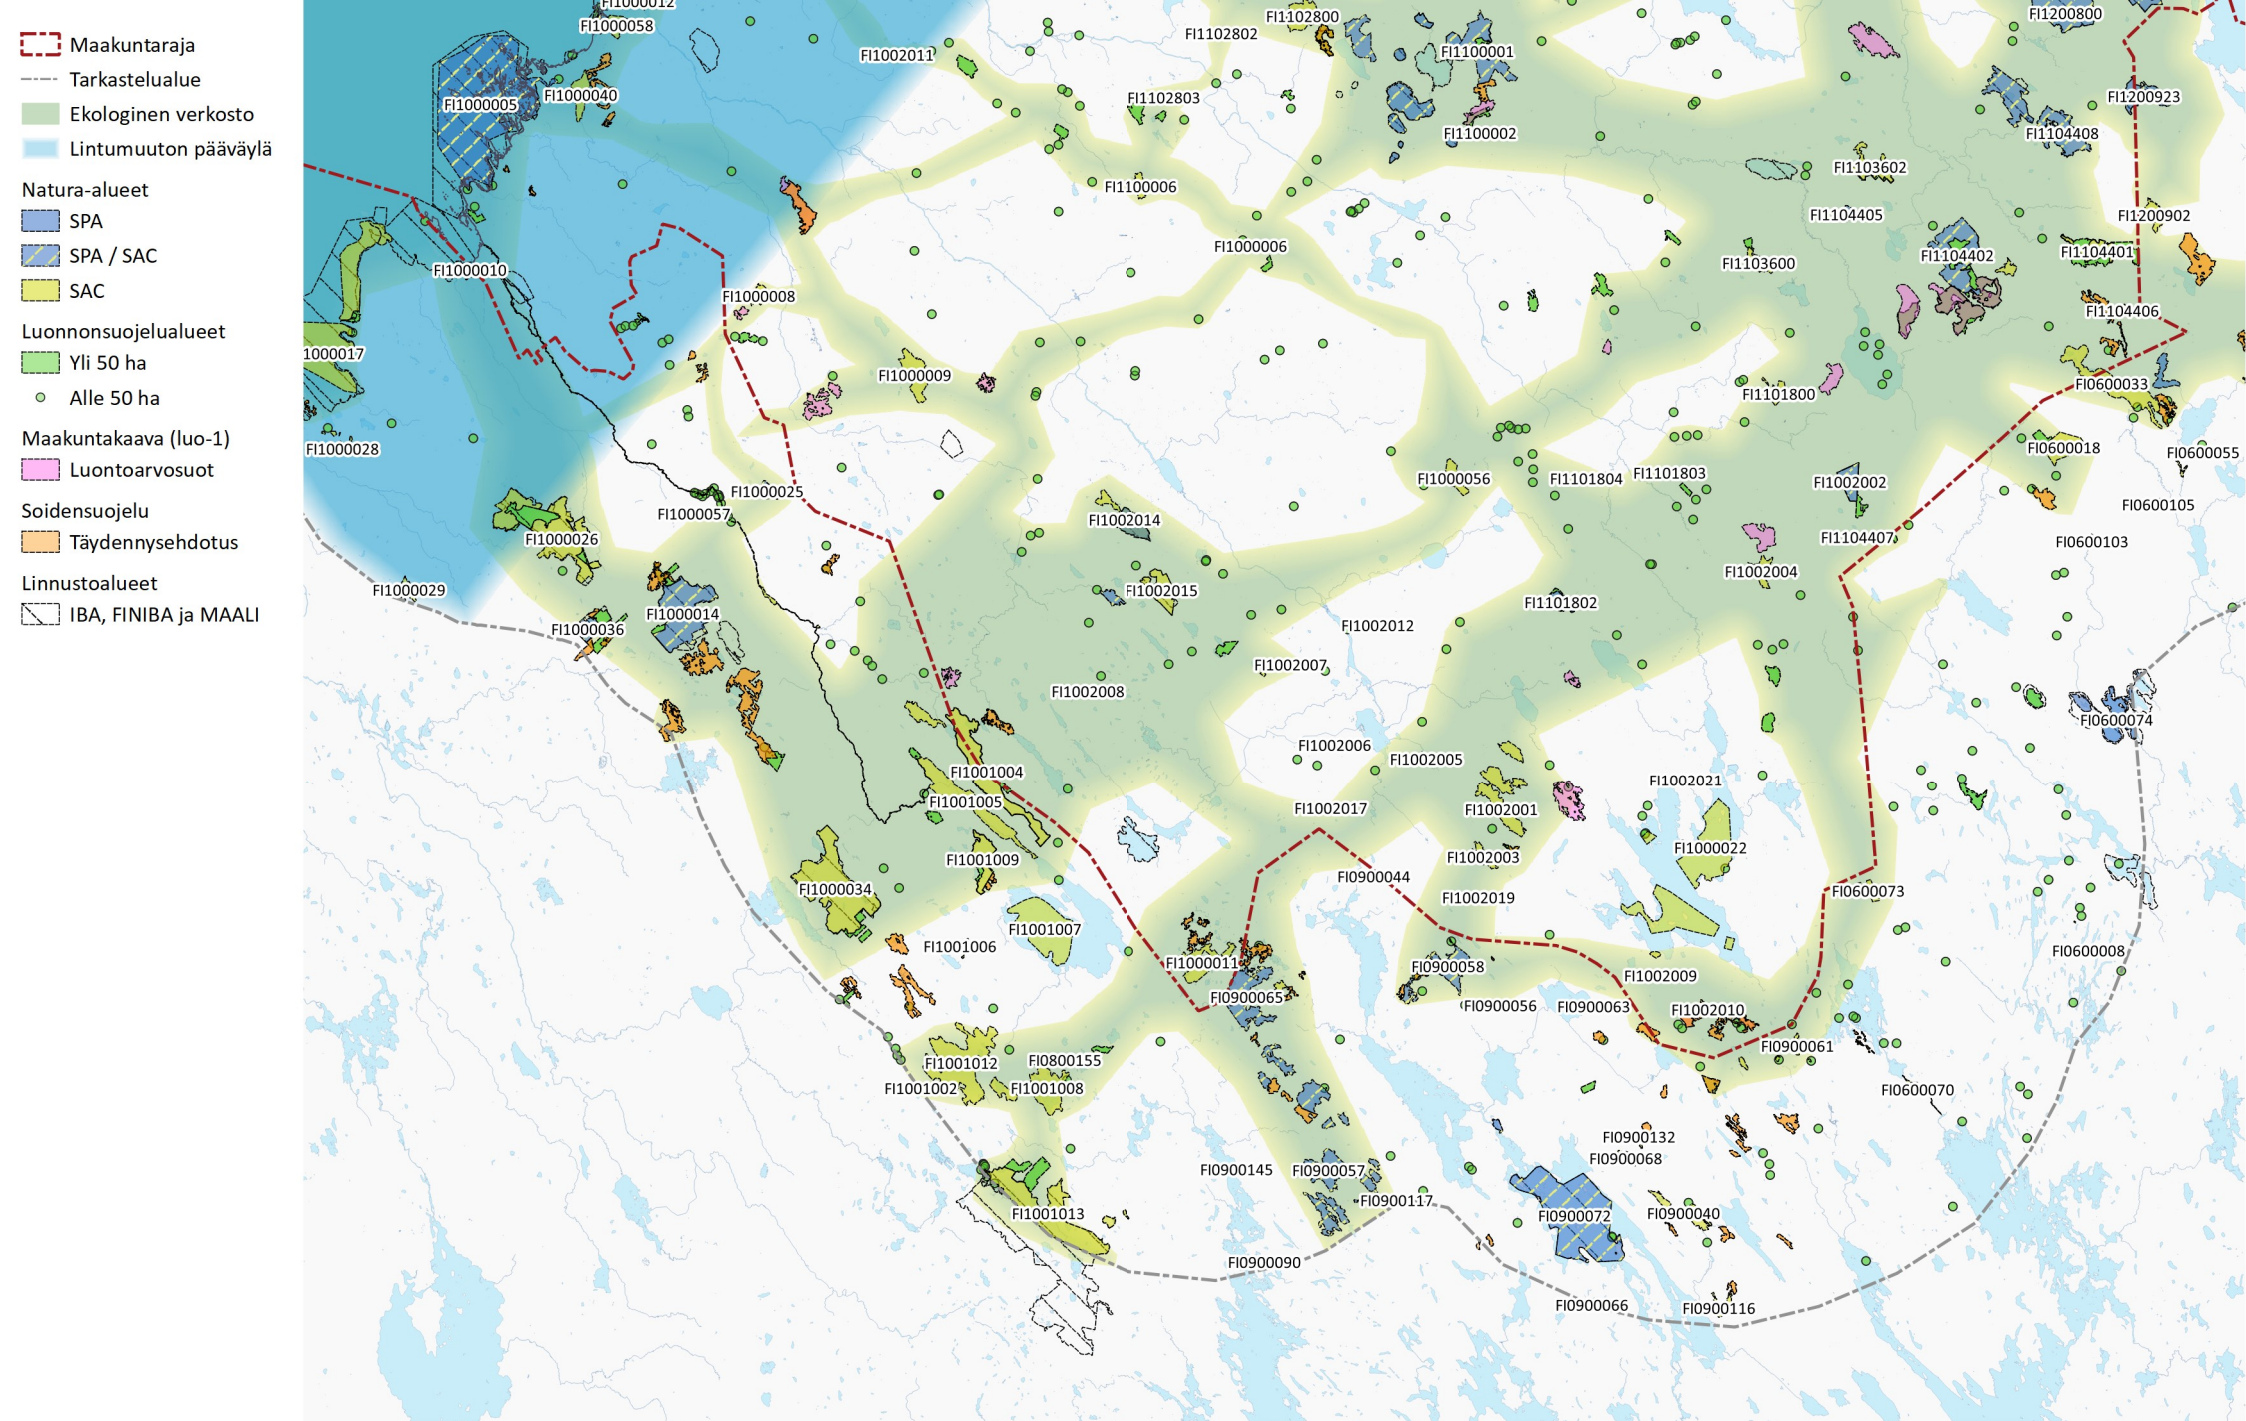 Maakuntaraja
Tarkastelualue
Ekologinen verkosto
Lintumuuton pääväylä
Natura-alueet
SPA
SPA / SAC
SAC
Luonnonsuojelualueet
Yli 50 ha
Alle 50 ha
Maakuntakaava (luo-1)
Luontoarvosuot
Soidensuojelu
Täydennysehdotus
Linnustoalueet
IBA, FINIBA ja MAALI
FI1000012
FI1000058
FI1102800
FI1200800
FI1102802
FI1002011
FI1100001
FI1000005
FI1000040
FI1102803
FI1200923
FI1100002
FI1104408
FI1103602
FI1100006
FI1104405
FI1200902
FI1000006
FI1104401
FI1104402
FI1103600
FI1000010
FI1000008
FI1104406
1000017
FI1000009
FI0600033
FI1101800
FI1000028
FI0600018
FI0600055
FI1000056
FI1101804
FI1101803
FI1002002
FI1000025
FI0600105
FI1000057
FI1002014
FI1104407
FI1000026
FI0600103
FI1002004
FI1000029
FI1002015
FI1101802
FI1000014
FI1000036
FI1002012
FI1002007
FI1002008
FI0600074
FI1002006
FI1002005
FI1001004
FI1002021
FI1001005
FI1002017
FI1002001
FI1000022
FI1001009
FI1002003
FI0900044
FI1000034
FI0600073
FI1002019
FI1001007
FI1001006
FI0600008
FI1000011
FI0900058
FI1002009
FI0900065
FI0900056
FI0900063
FI1002010
FI0900061
FI1001012
FI0800155
FI1001002
FI1001008
FI0600070
FI0900132
FI0900068
FI0900145
FI0900057
FI0900117
FI1001013
FI0900072
FI0900040
FI0900090
FI0900066
FI0900116